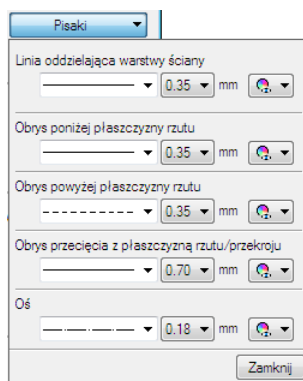 Pisaki
Linia oddzielająca warstwy ściany
0.35 mm
Obrys poniżej płaszczyzny rzutu
0.35 mm
Obrys powyżej płaszczyzny rzutu
0.35 mm
Obrys przecięcia z płaszczyzną rzutu/przekroju
0.70 mm
Oś
0.18 mm
Zamknij